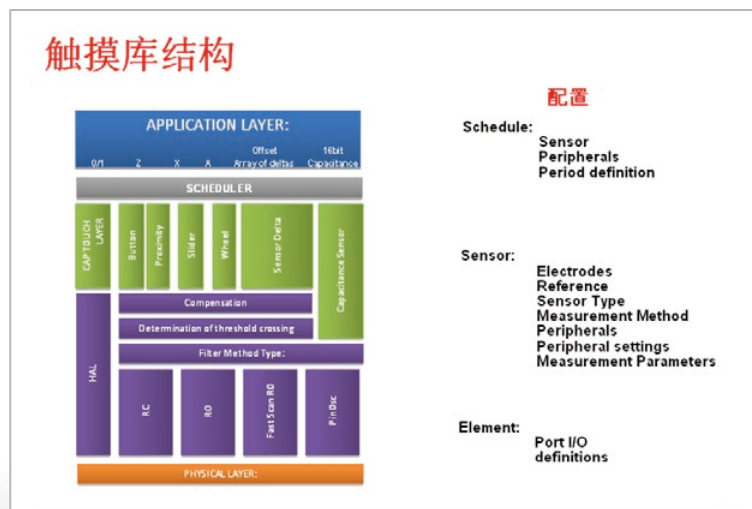 触摸库结构
APPLICATION LAYER:
0/1 Z X A Offset Array of deltas 16bit Capacitance
SCHEDULER
CAP TOUCH LAYER
Button
Proximity
Slider
Wheel
Sensor Delta
Capacitance Sensor
Compensation
Determination of threshold crossing
Filter Method Type:
HAL
RC
RO
Fast Scan RO
PinOsc
PHYSICAL LAYER:
配置
Schedule:
Sensor
Peripherals
Period definition
Sensor:
Electrodes
Reference
Sensor Type
Measurement Method
Peripherals
Peripheral settings
Measurement Parameters
Element:
Port I/O
definitions